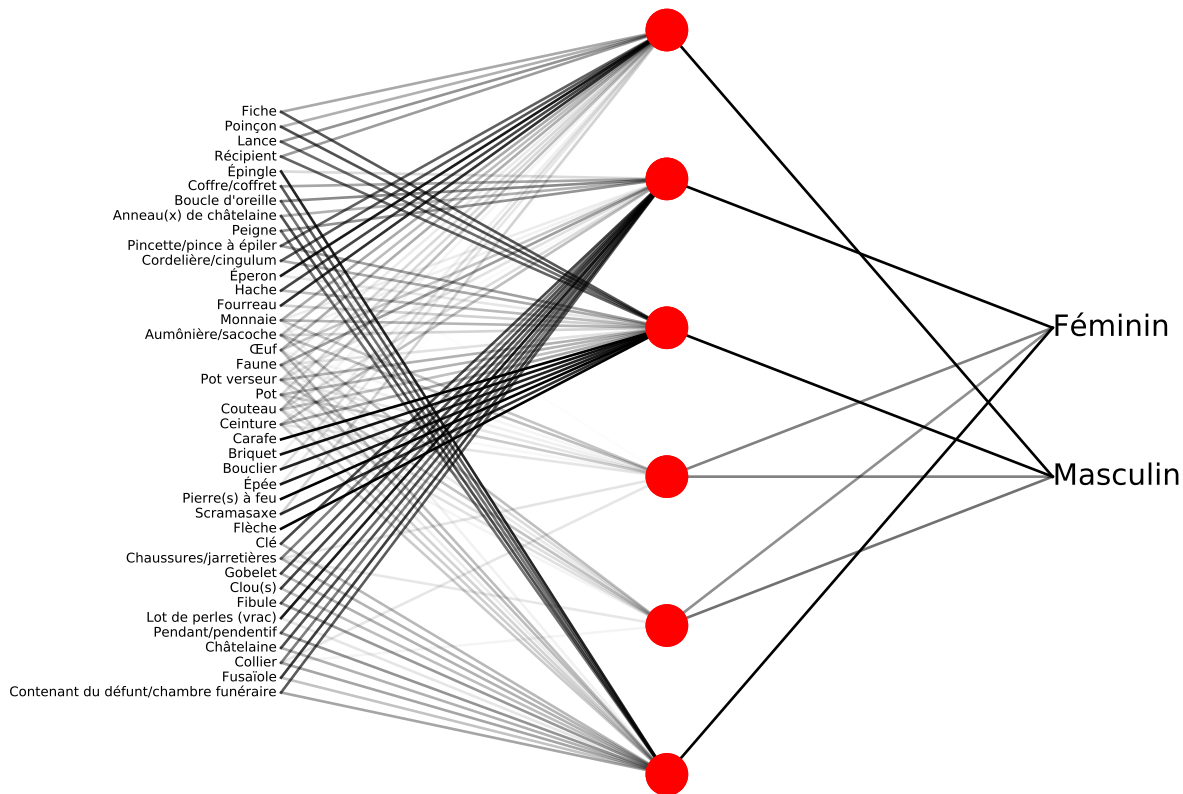 Fiche
Poinçon
Lance
Récipient
Épingle
Coffre/coffret
Boucle d'oreille
Anneau(x) de châtelaine
Peigne
Pincette/pince à épiler
Cordelière/cingulum
Éperon
Hache
Fourreau
Monnaie
Aumônière/sacoche
Œuf
Faune
Pot verseur
Pot
Couteau
Ceinture
Carafe
Briquet
Bouclier
Épée
Pierre(s) à feu
Scramasaxe
Flèche
Clé
Chaussures/jarretières
Gobelet
Clou(s)
Fibule
Lot de perles (vrac)
Pendant/pendentif
Châtelaine
Collier
Fusaïole
Contenant du défunt/chambre funéraire
Féminin
Masculin